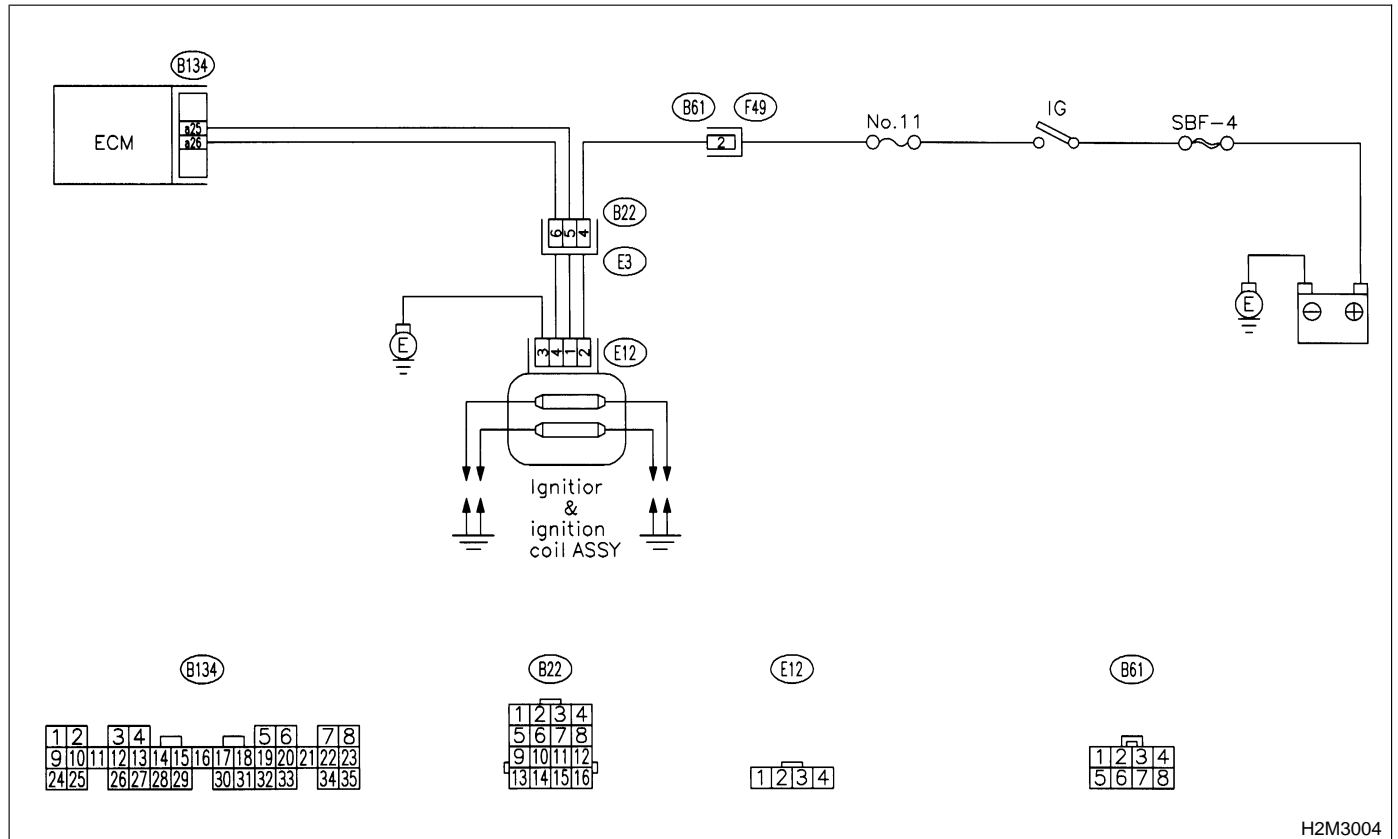 B134
ECM
a25
a26
B61
F49
2
No.11
IG
SBF-4
B22
6 5 4
E3
E
3 4 1 2
E12
E
⊖ ⊕
Ignitior
&
ignition
coil ASSY
B134
1 2 3 4 5 6 7 8
9 10 11 12 13 14 15 16 17 18 19 20 21 22 23
24 25 26 27 28 29 30 31 32 33 34 35
B22
1 2 3 4
5 6 7 8
9 10 11 12
13 14 15 16
E12
1 2 3 4
B61
1 2 3 4
5 6 7 8
H2M3004